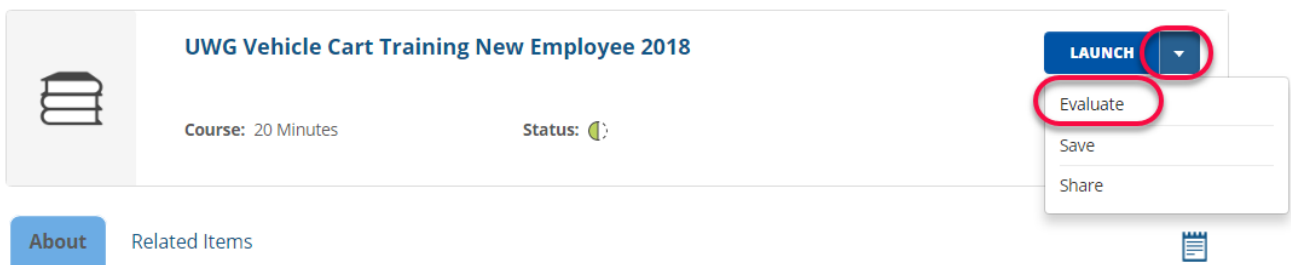 UWG Vehicle Cart Training New Employee 2018
LAUNCH
Evaluate
Course: 20 Minutes
Status:
Save
Share
About
Related Items